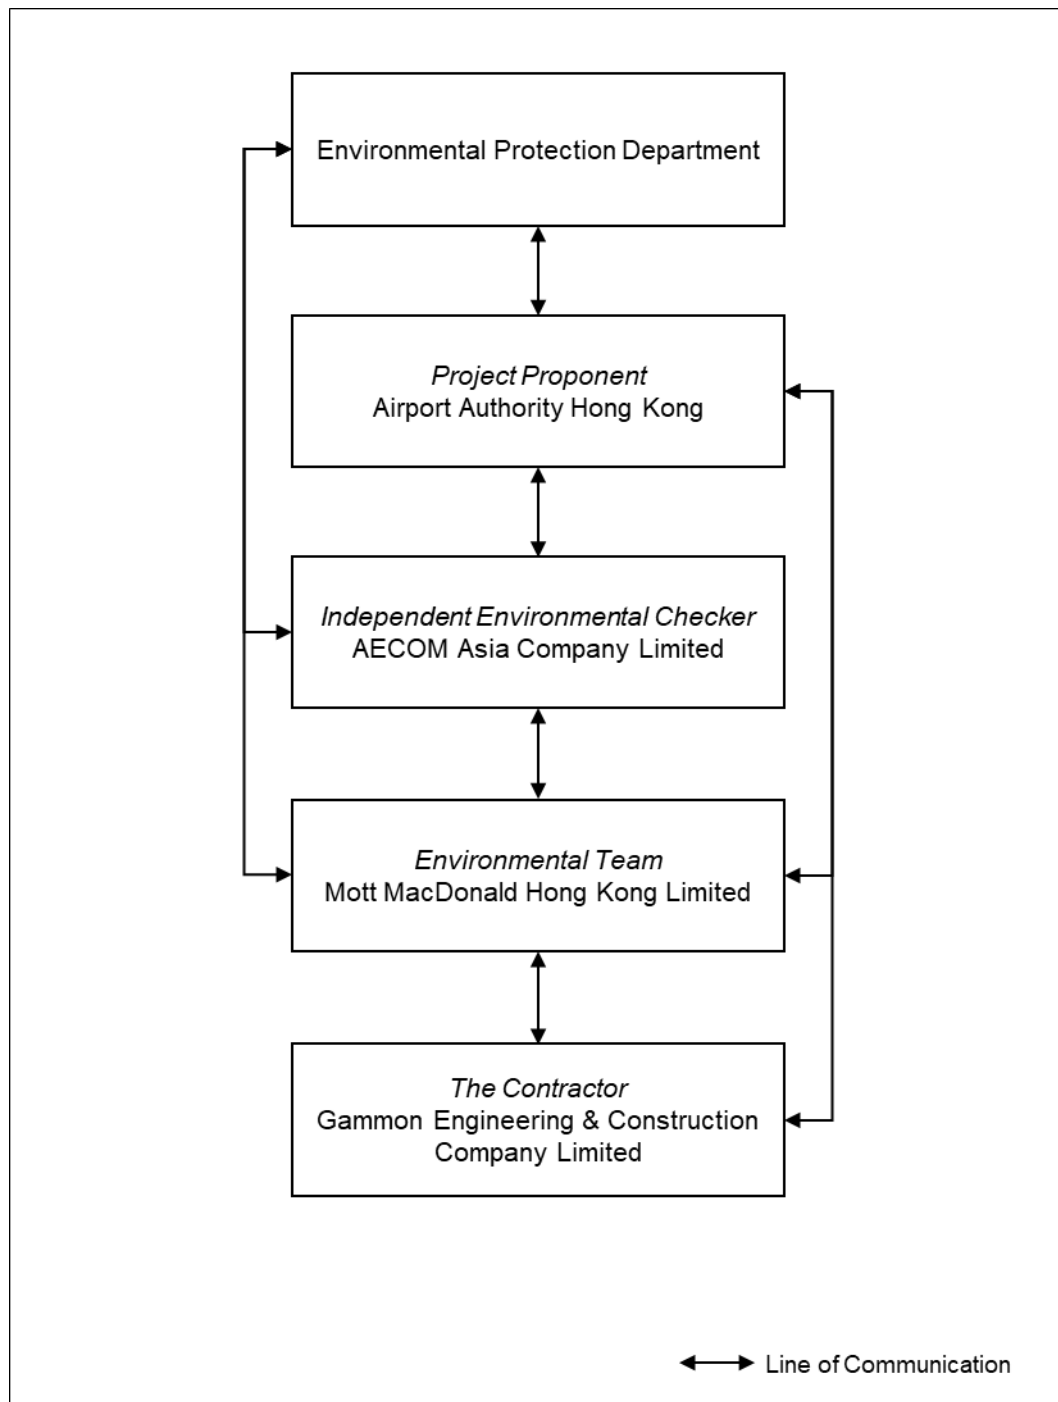 Environmental Protection Department
Project Proponent
Airport Authority Hong Kong
Independent Environmental Checker
AECOM Asia Company Limited
Environmental Team
Mott MacDonald Hong Kong Limited
The Contractor
Gammon Engineering & Construction
Company Limited
Line of Communication